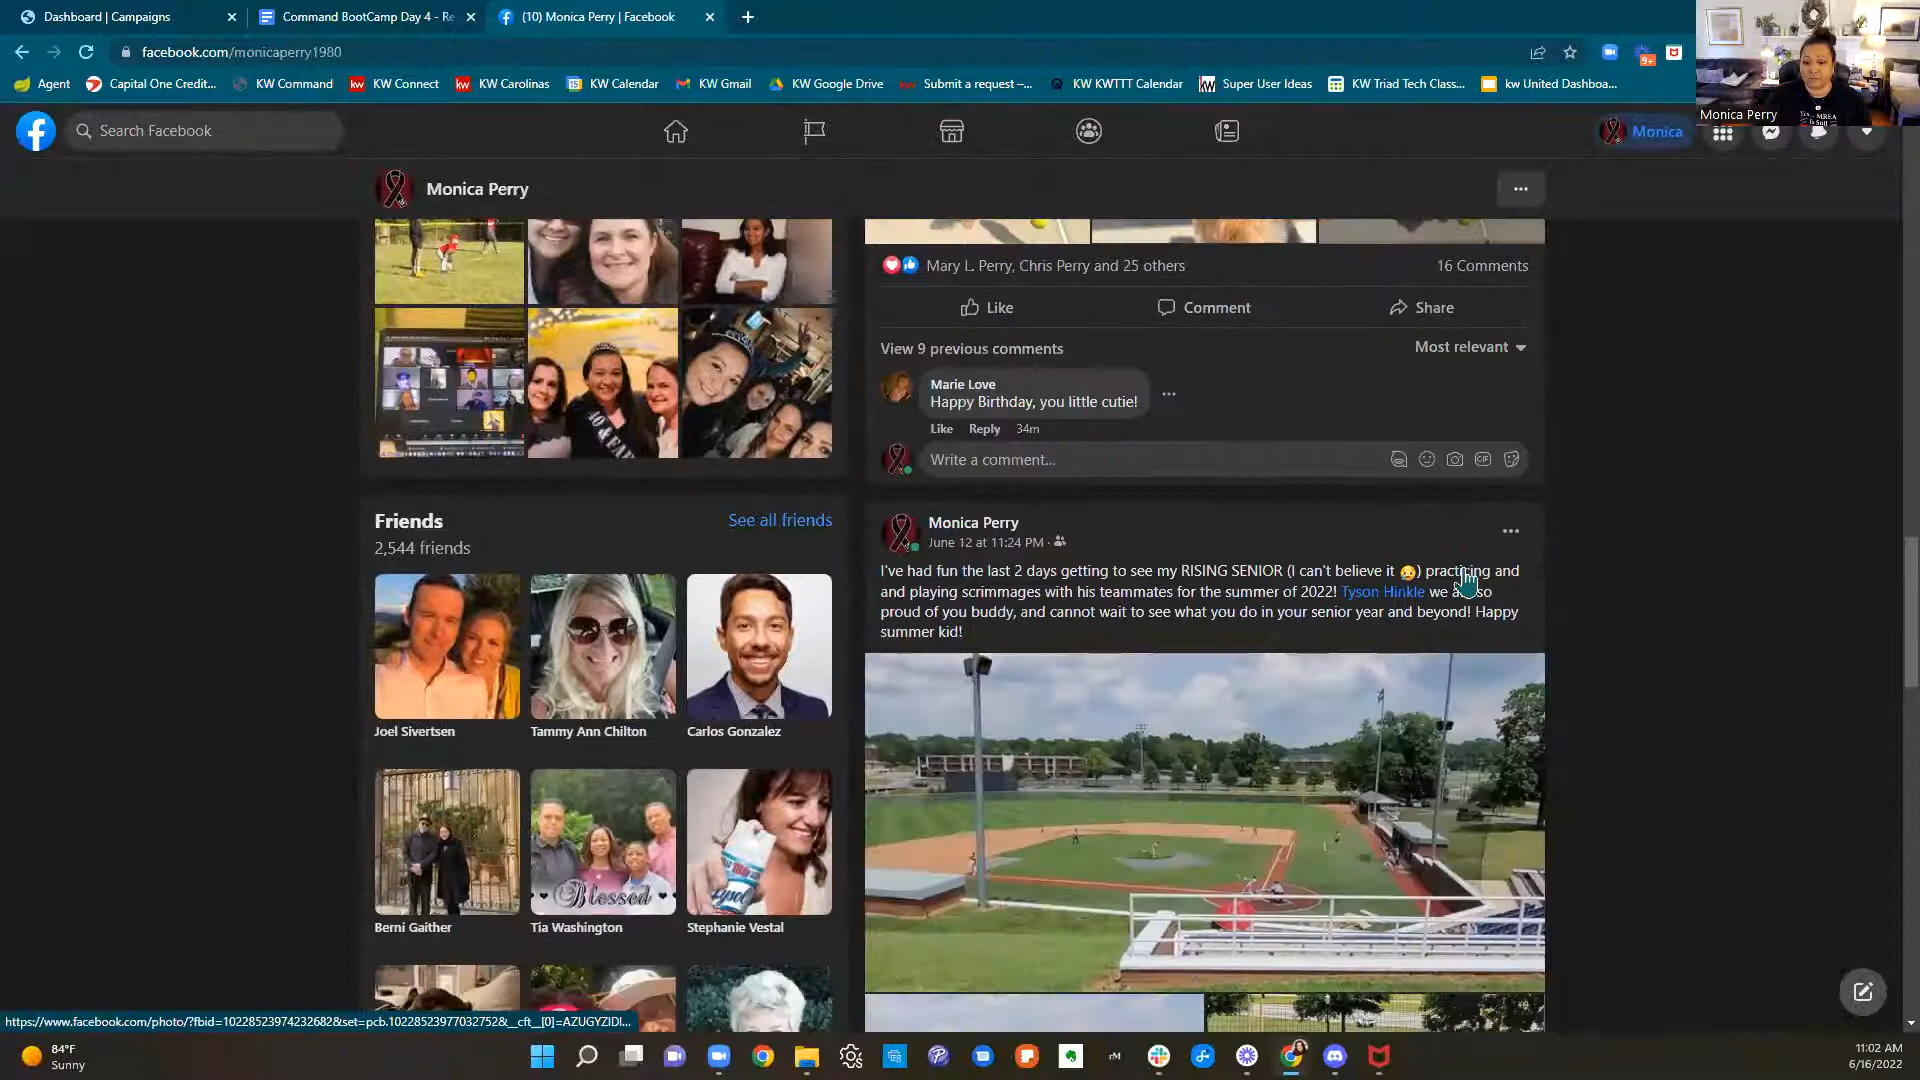 Dashboard | Campaigns
Command BootCamp Day 4 - Re
(10) Monica Perry | Facebook
facebook.com/monicaperry1980
9+
Agent
Capital One Credit...
KW Command
kw KW Connect
kw KW Carolinas
KW Calendar
KW Gmail
KW Google Drive
Submit a request –...
KW KWTTT Calendar
Super User Ideas
KW Triad Tech Class...
kw United Dashboa...
Monica Perry
Search Facebook
Monica
Monica Perry
Mary L. Perry, Chris Perry and 25 others
16 Comments
Like
Comment
Share
View 9 previous comments
Most relevant
Marie Love
Happy Birthday, you little cutie!
Like Reply 34m
Write a comment...
GIF
Friends
See all friends
2,544 friends
Monica Perry
June 12 at 11:24 PM ·
I've had fun the last 2 days getting to see my RISING SENIOR (I can't believe it 😥) practicing and
and playing scrimmages with his teammates for the summer of 2022! Tyson Hinkle we so
proud of you buddy, and cannot wait to see what you do in your senior year and beyond! Happy
summer kid!
Joel Sivertsen
Tammy Ann Chilton
Carlos Gonzalez
Blessed
Berni Gaither
Tia Washington
Stephanie Vestal
https://www.facebook.com/photo/?fbid=10228523974232682&set=pcb.10228523977032752&__cft__[0]=AZUGYZIDI...
84°F
Sunny
rM
11:02 AM
6/16/2022